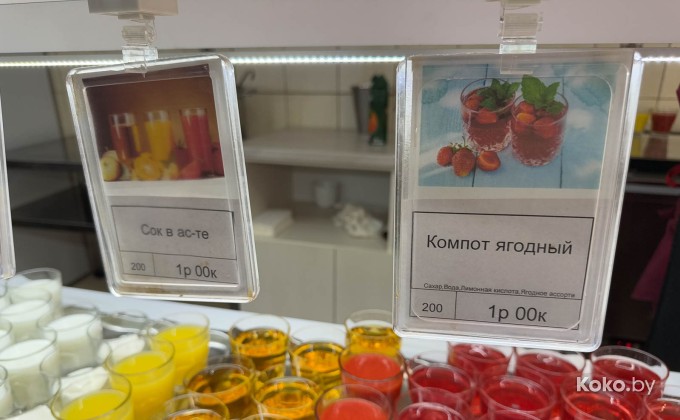 Сок в ас-те
200
1р 00к
Компот ягодный
Сахар,Вода,Лимонная кислота,Ягодное ассорти
200
1р 00к
Koko.by